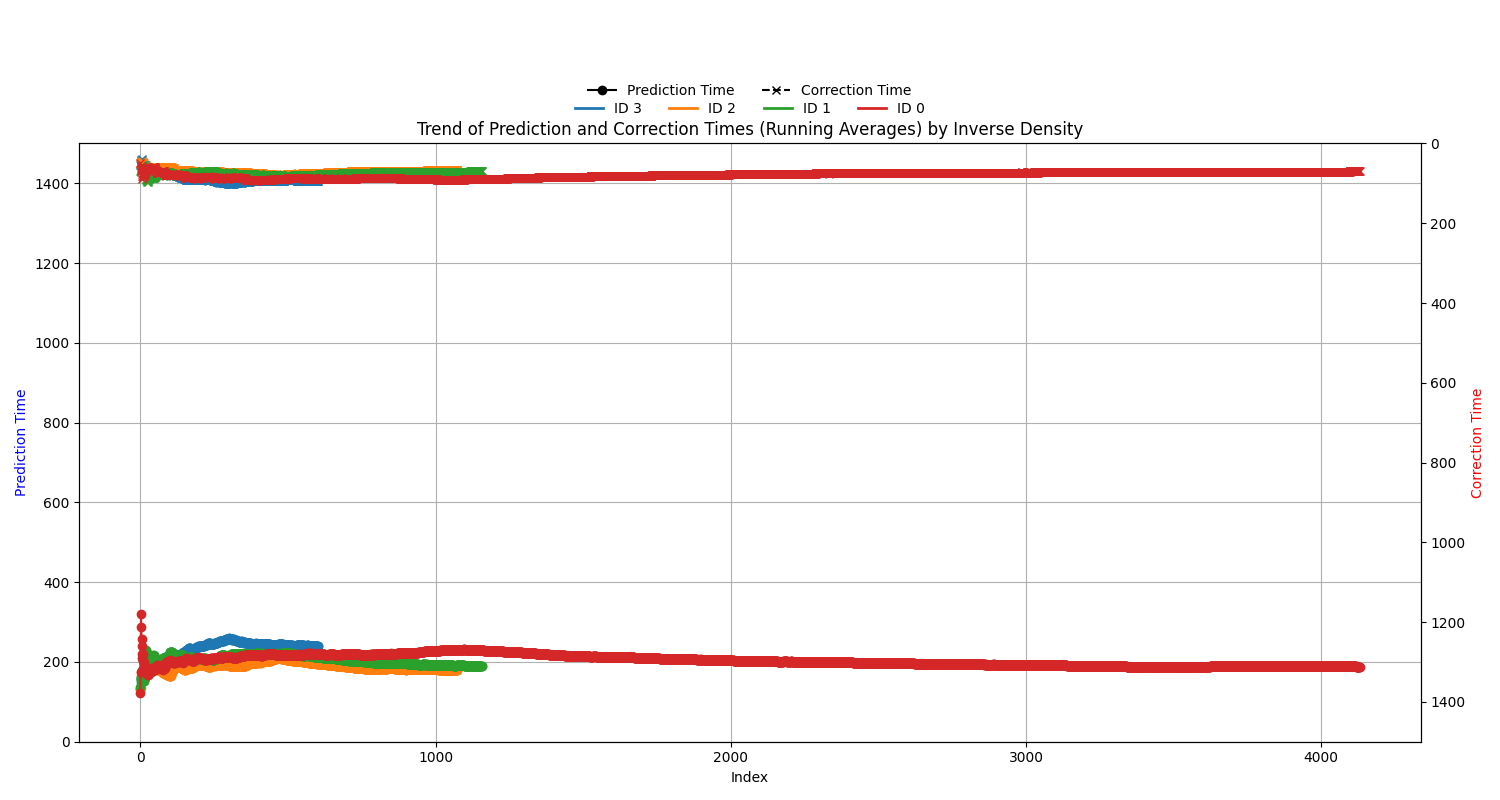 Prediction Time Correction Time
ID 3 ID 2 ID 1 ID 0
Trend of Prediction and Correction Times (Running Averages) by Inverse Density
1400
1200
1000
800
600
400
200
0
Prediction Time
0
200
400
600
800
1000
1200
1400
Correction Time
0 1000 2000 3000 4000
Index